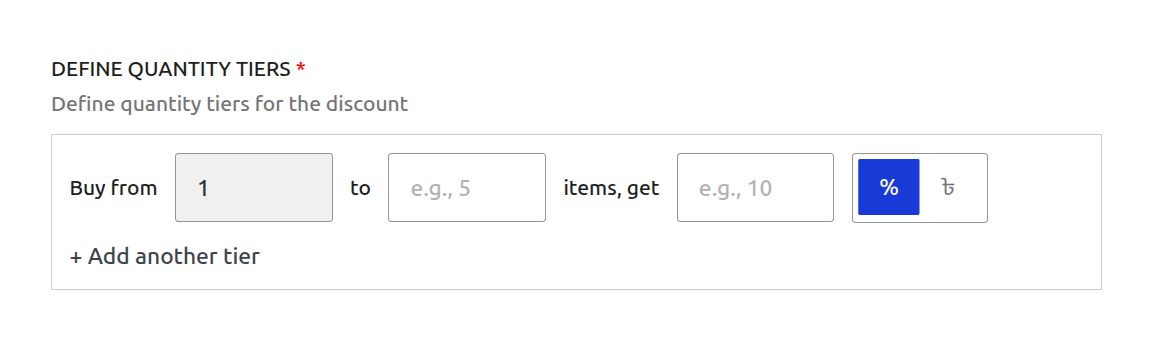 DEFINE QUANTITY TIERS *
Define quantity tiers for the discount
Buy from 1 to e.g., 5 items, get e.g., 10 % ৳
+ Add another tier